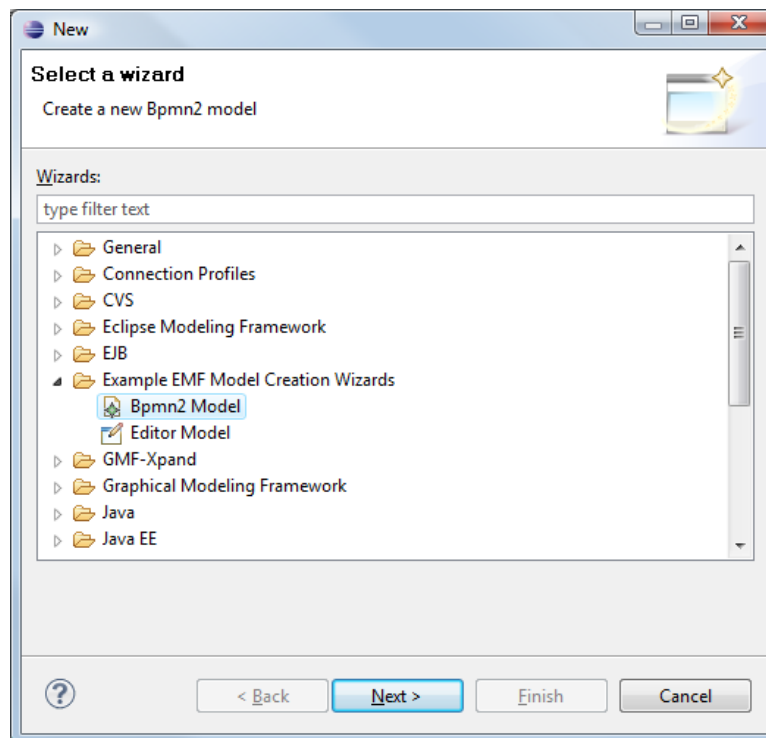 New
Select a wizard
Create a new Bpmn2 model
Wizards:
type filter text
General
Connection Profiles
CVS
Eclipse Modeling Framework
EJB
Example EMF Model Creation Wizards
Bpmn2 Model
Editor Model
GMF-Xpand
Graphical Modeling Framework
Java
Java EE
? < Back Next > Finish Cancel